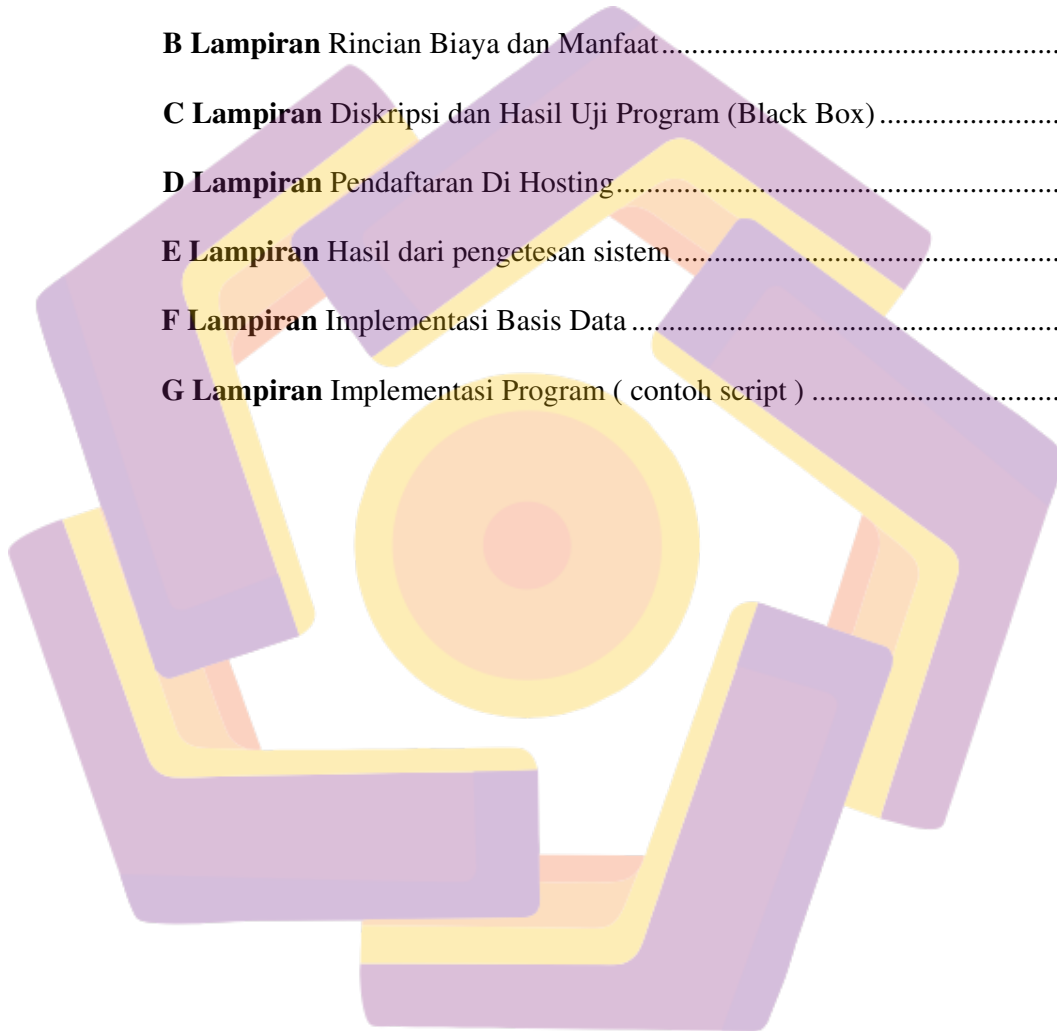 B Lampiran Rincian Biaya dan Manfaat.....................................................
C Lampiran Diskripsi dan Hasil Uji Program (Black Box).......................
D Lampiran Pendaftaran Di Hosting...........................................................
E Lampiran Hasil dari pengetesan sistem ..................................................
F Lampiran Implementasi Basis Data ........................................................
G Lampiran Implementasi Program ( contoh script ) ................................